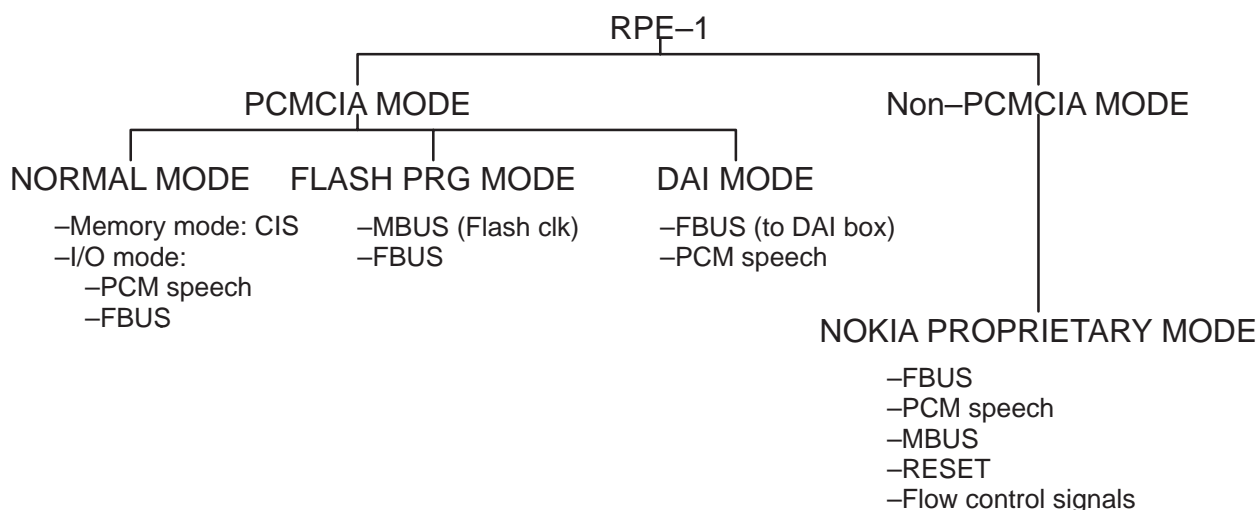 RPE–1
PCMCIA MODE
Non–PCMCIA MODE
NORMAL MODE
–Memory mode: CIS
–I/O mode:
–PCM speech
–FBUS
FLASH PRG MODE
–MBUS (Flash clk)
–FBUS
DAI MODE
–FBUS (to DAI box)
–PCM speech
NOKIA PROPRIETARY MODE
–FBUS
–PCM speech
–MBUS
–RESET
–Flow control signals